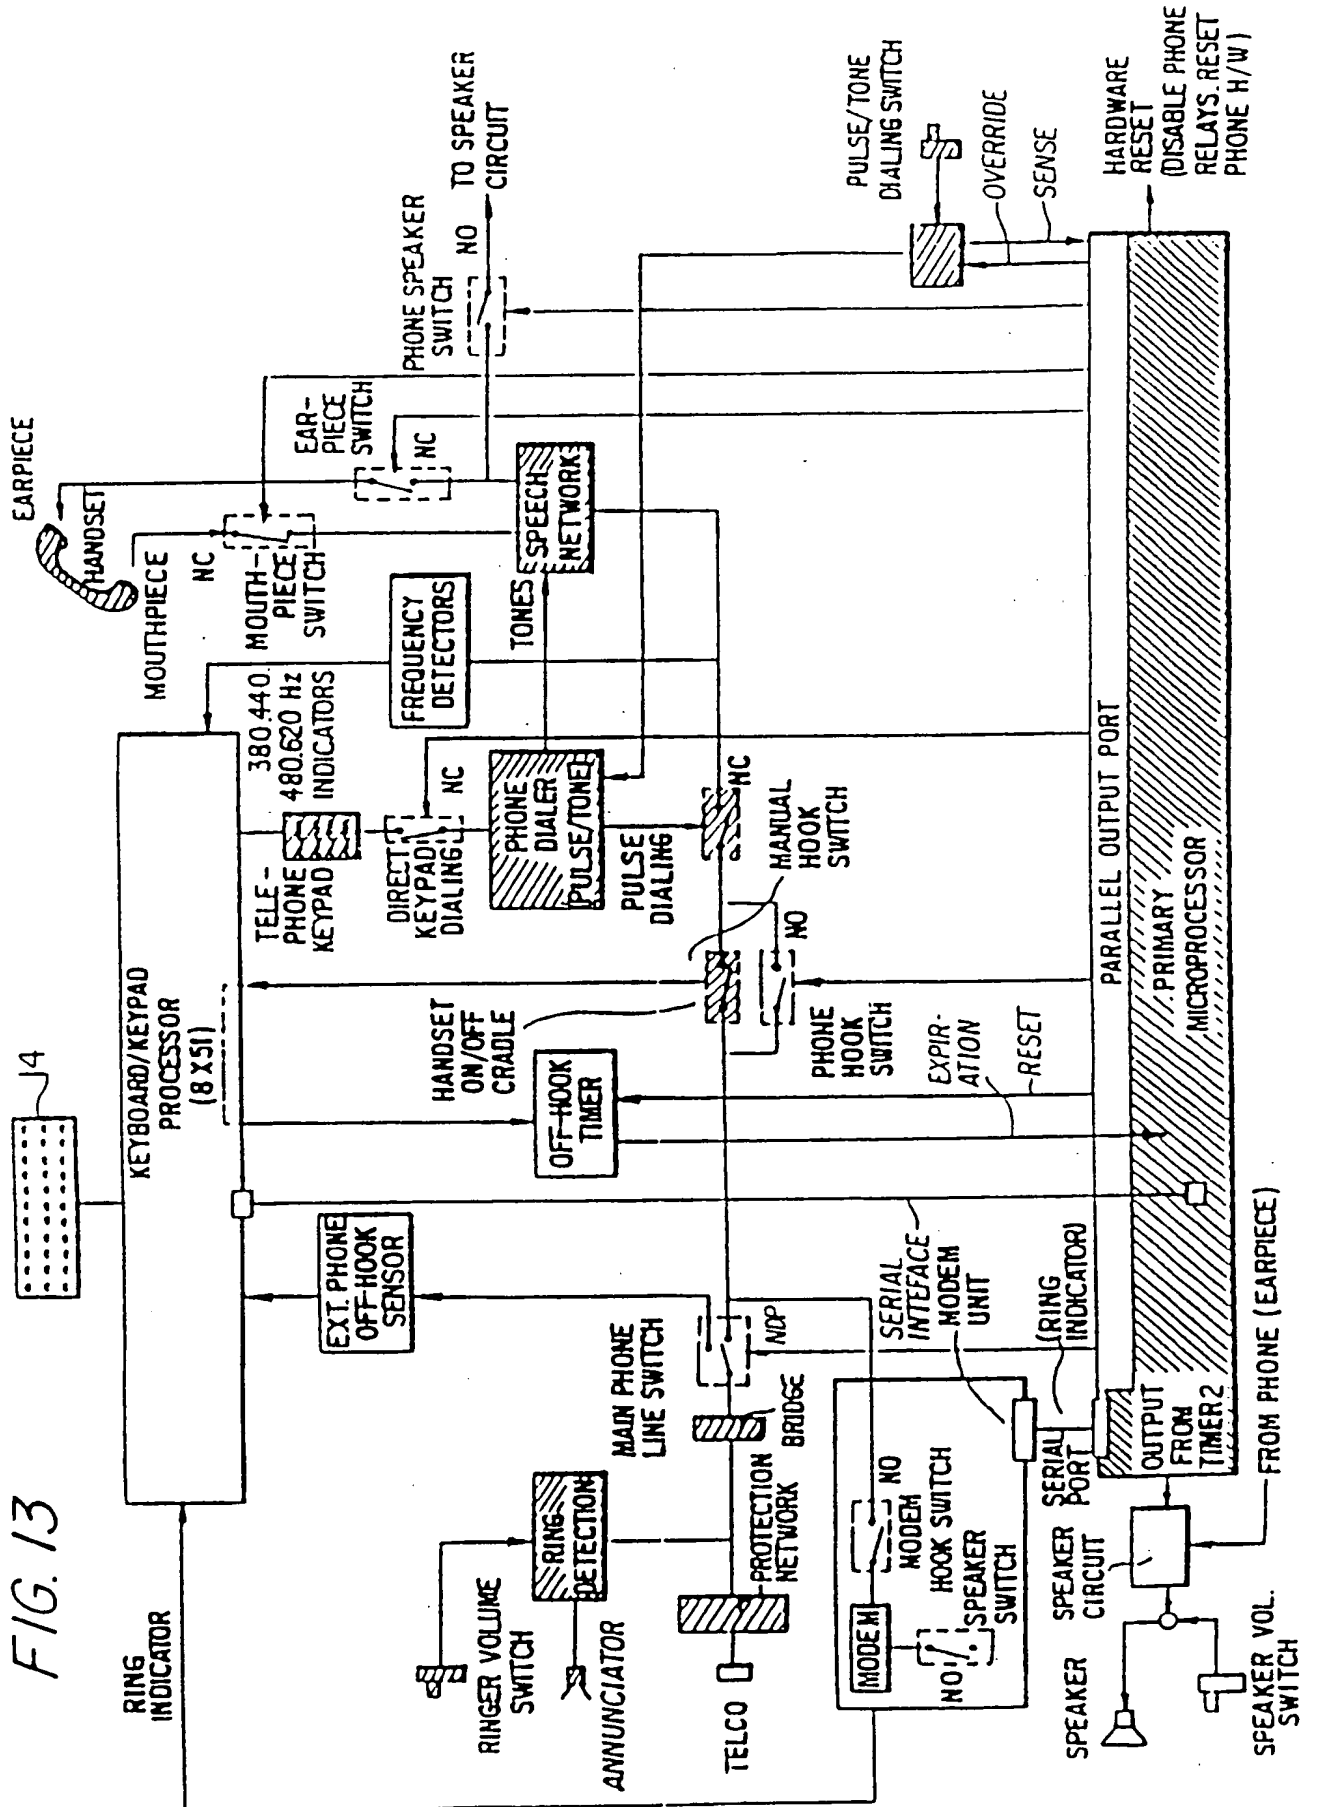 FIG. 13
14
RING
INDICATOR
KEYBOARD/KEYPAD
PROCESSOR
(8X51)
EARPIECE
HANDSET
MOUTHPIECE
NC
MOUTH-
PIECE
SWITCH
EAR-
PIECE
SWITCH
NC
PHONE SPEAKER
SWITCH
NO
TO SPEAKER
CIRCUIT
380.440.
480.620 Hz
INDICATORS
TELE-
PHONE
KEYPAD
DIRECT
KEYPAD
DIALING
NC
FREQUENCY
DETECTORS
TONES
SPEECH
NETWORK
PHONE
DIALER
PULSE/TONE
PULSE
DIALING
NC
MANUAL
HOOK
SWITCH
HANDSET
ON/OFF
CRADLE
NO
PHONE
HOOK
SWITCH
OFF-HOOK
TIMER
EXPIR-
ATION
RESET
EXT. PHONE
OFF-HOOK
SENSOR
MAIN PHONE
LINE SWITCH
NDP
BRIDGE
RINGER VOLUME
SWITCH
RING
DETECTION
ANNUNCIATOR
TELCO
PROTECTION
NETWORK
MODEM
NO
MODEM
HOOK SWITCH
SPEAKER
SWITCH
NO
SERIAL
INTEFACE
MODEM
UNIT
(RING
INDICATOR)
SERIAL
PORT
PULSE/TONE
DIALING SWITCH
OVERRIDE
SENSE
HARDWARE
RESET
(DISABLE PHONE
RELAYS.RESET
PHONE H/W)
PARALLEL OUTPUT PORT
PRIMARY
MICROPROCESSOR
OUTPUT
FROM
TIMER2
SPEAKER
CIRCUIT
SPEAKER
FROM PHONE (EARPIECE)
SPEAKER VOL.
SWITCH